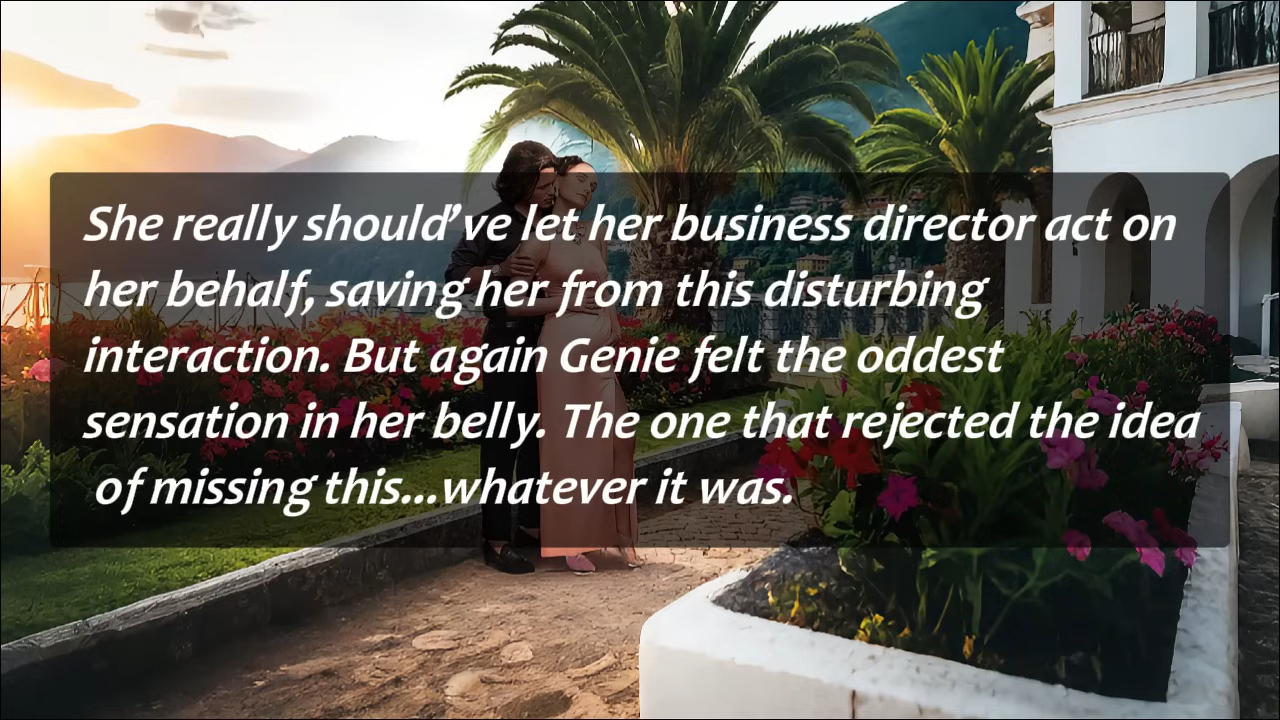 She really should’ve let her business director act on
her behalf, saving her from this disturbing
interaction. But again Genie felt the oddest
sensation in her belly. The one that rejected the idea
of missing this...whatever it was.